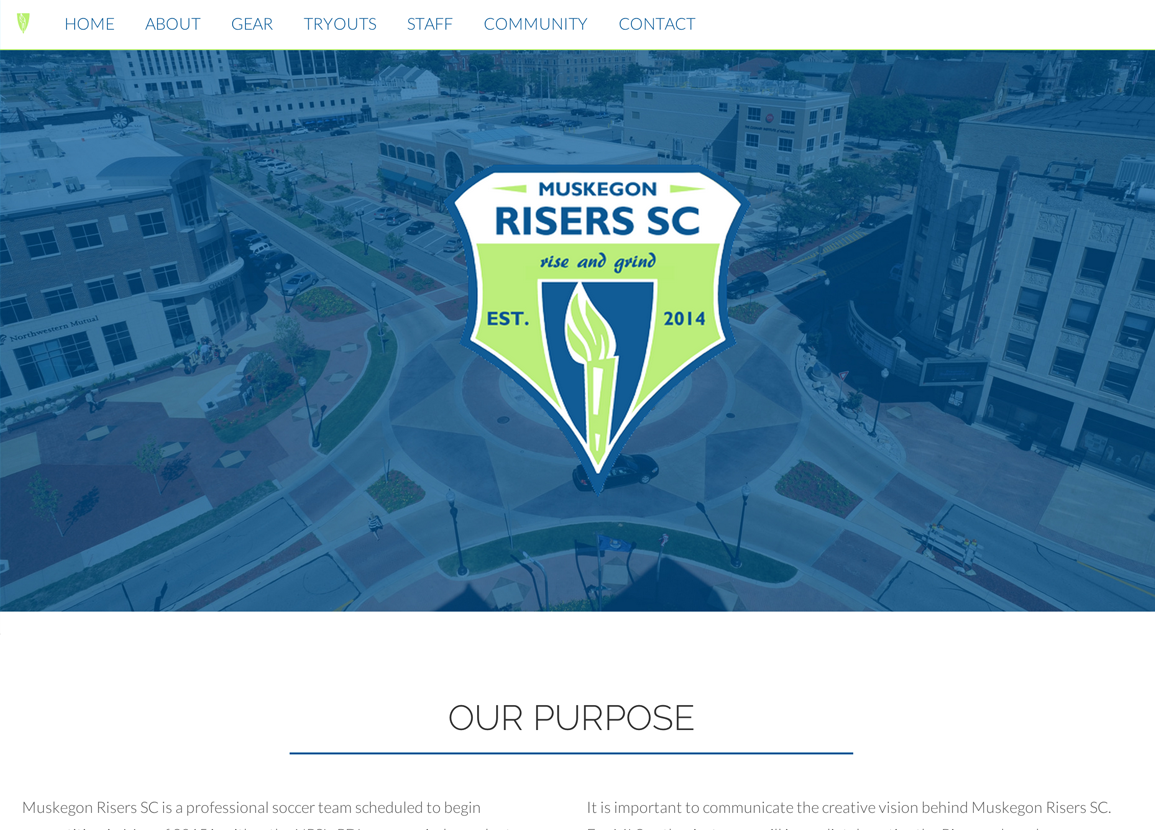 HOME ABOUT GEAR TRYOUTS STAFF COMMUNITY CONTACT
MUSKEGON
RISERS SC
rise and grind
EST. 2014
Northwestern Mutual
OUR PURPOSE
Muskegon Risers SC is a professional soccer team scheduled to begin
It is important to communicate the creative vision behind Muskegon Risers SC.